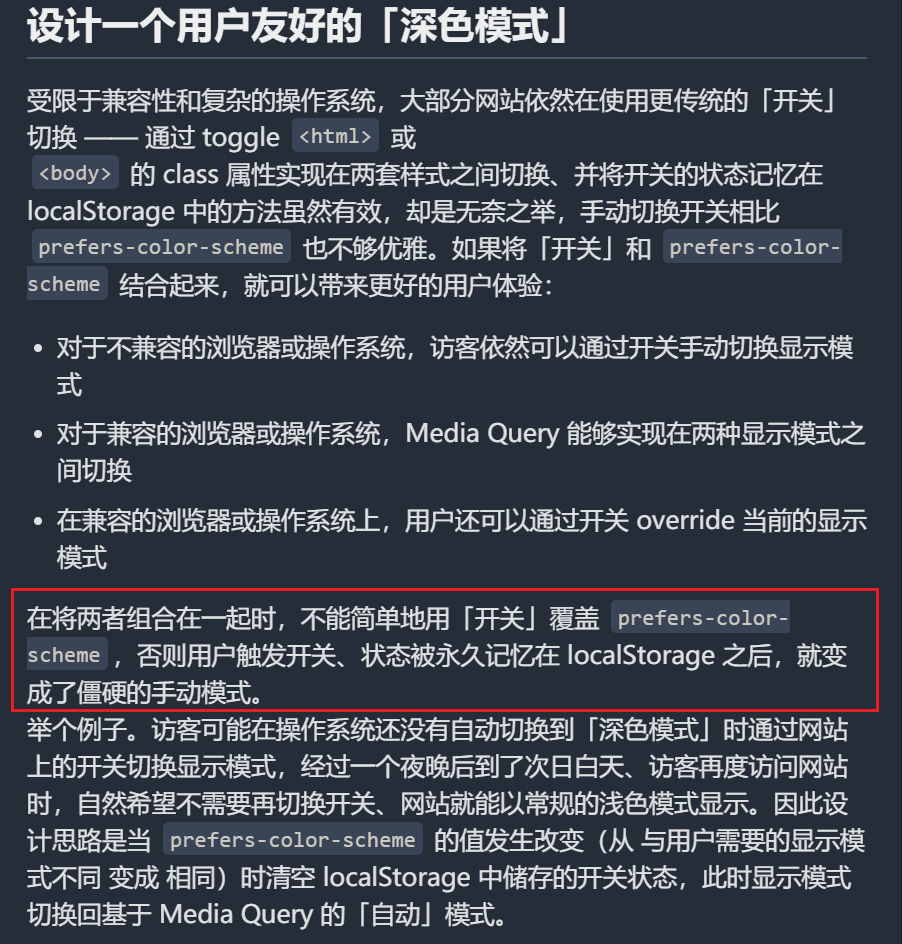 设计一个用户友好的「深色模式」
受限于兼容性和复杂的操作系统，大部分网站依然在使用更传统的「开关」
切换 —— 通过 toggle <html> 或
<body> 的 class 属性实现在两套样式之间切换、并将开关的状态记忆在
localStorage 中的方法虽然有效，却是无奈之举，手动切换开关相比
prefers-color-scheme 也不够优雅。如果将「开关」和 prefers-color-
scheme 结合起来，就可以带来更好的用户体验：
• 对于不兼容的浏览器或操作系统，访客依然可以通过开关手动切换显示模
式
• 对于兼容的浏览器或操作系统，Media Query 能够实现在两种显示模式之
间切换
• 在兼容的浏览器或操作系统上，用户还可以通过开关 override 当前的显示
模式
在将两者组合在一起时，不能简单地用「开关」覆盖 prefers-color-
scheme ，否则用户触发开关、状态被永久记忆在 localStorage 之后，就变
成了僵硬的手动模式。
举个例子。访客可能在操作系统还没有自动切换到「深色模式」时通过网站
上的开关切换显示模式，经过一个夜晚后到了次日白天、访客再度访问网站
时，自然希望不需要再切换开关、网站就能以常规的浅色模式显示。因此设
计思路是当 prefers-color-scheme 的值发生改变（从 与用户需要的显示模
式不同 变成 相同）时清空 localStorage 中储存的开关状态，此时显示模式
切换回基于 Media Query 的「自动」模式。